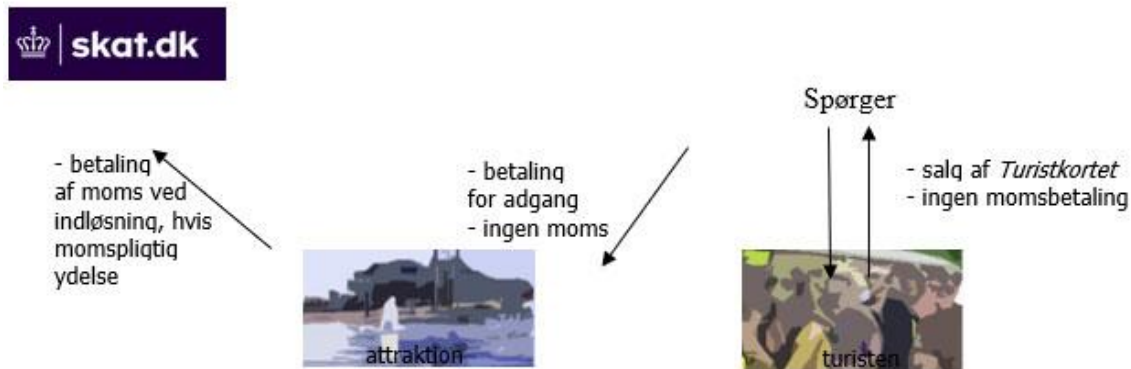 skat.dk
Spørger
- betaling
af moms ved
indløsning, hvis
momspligtig
ydelse
- betaling
for adgang
- ingen moms
- salg af Turistkortet
- ingen momsbetaling
attraktion
turisten